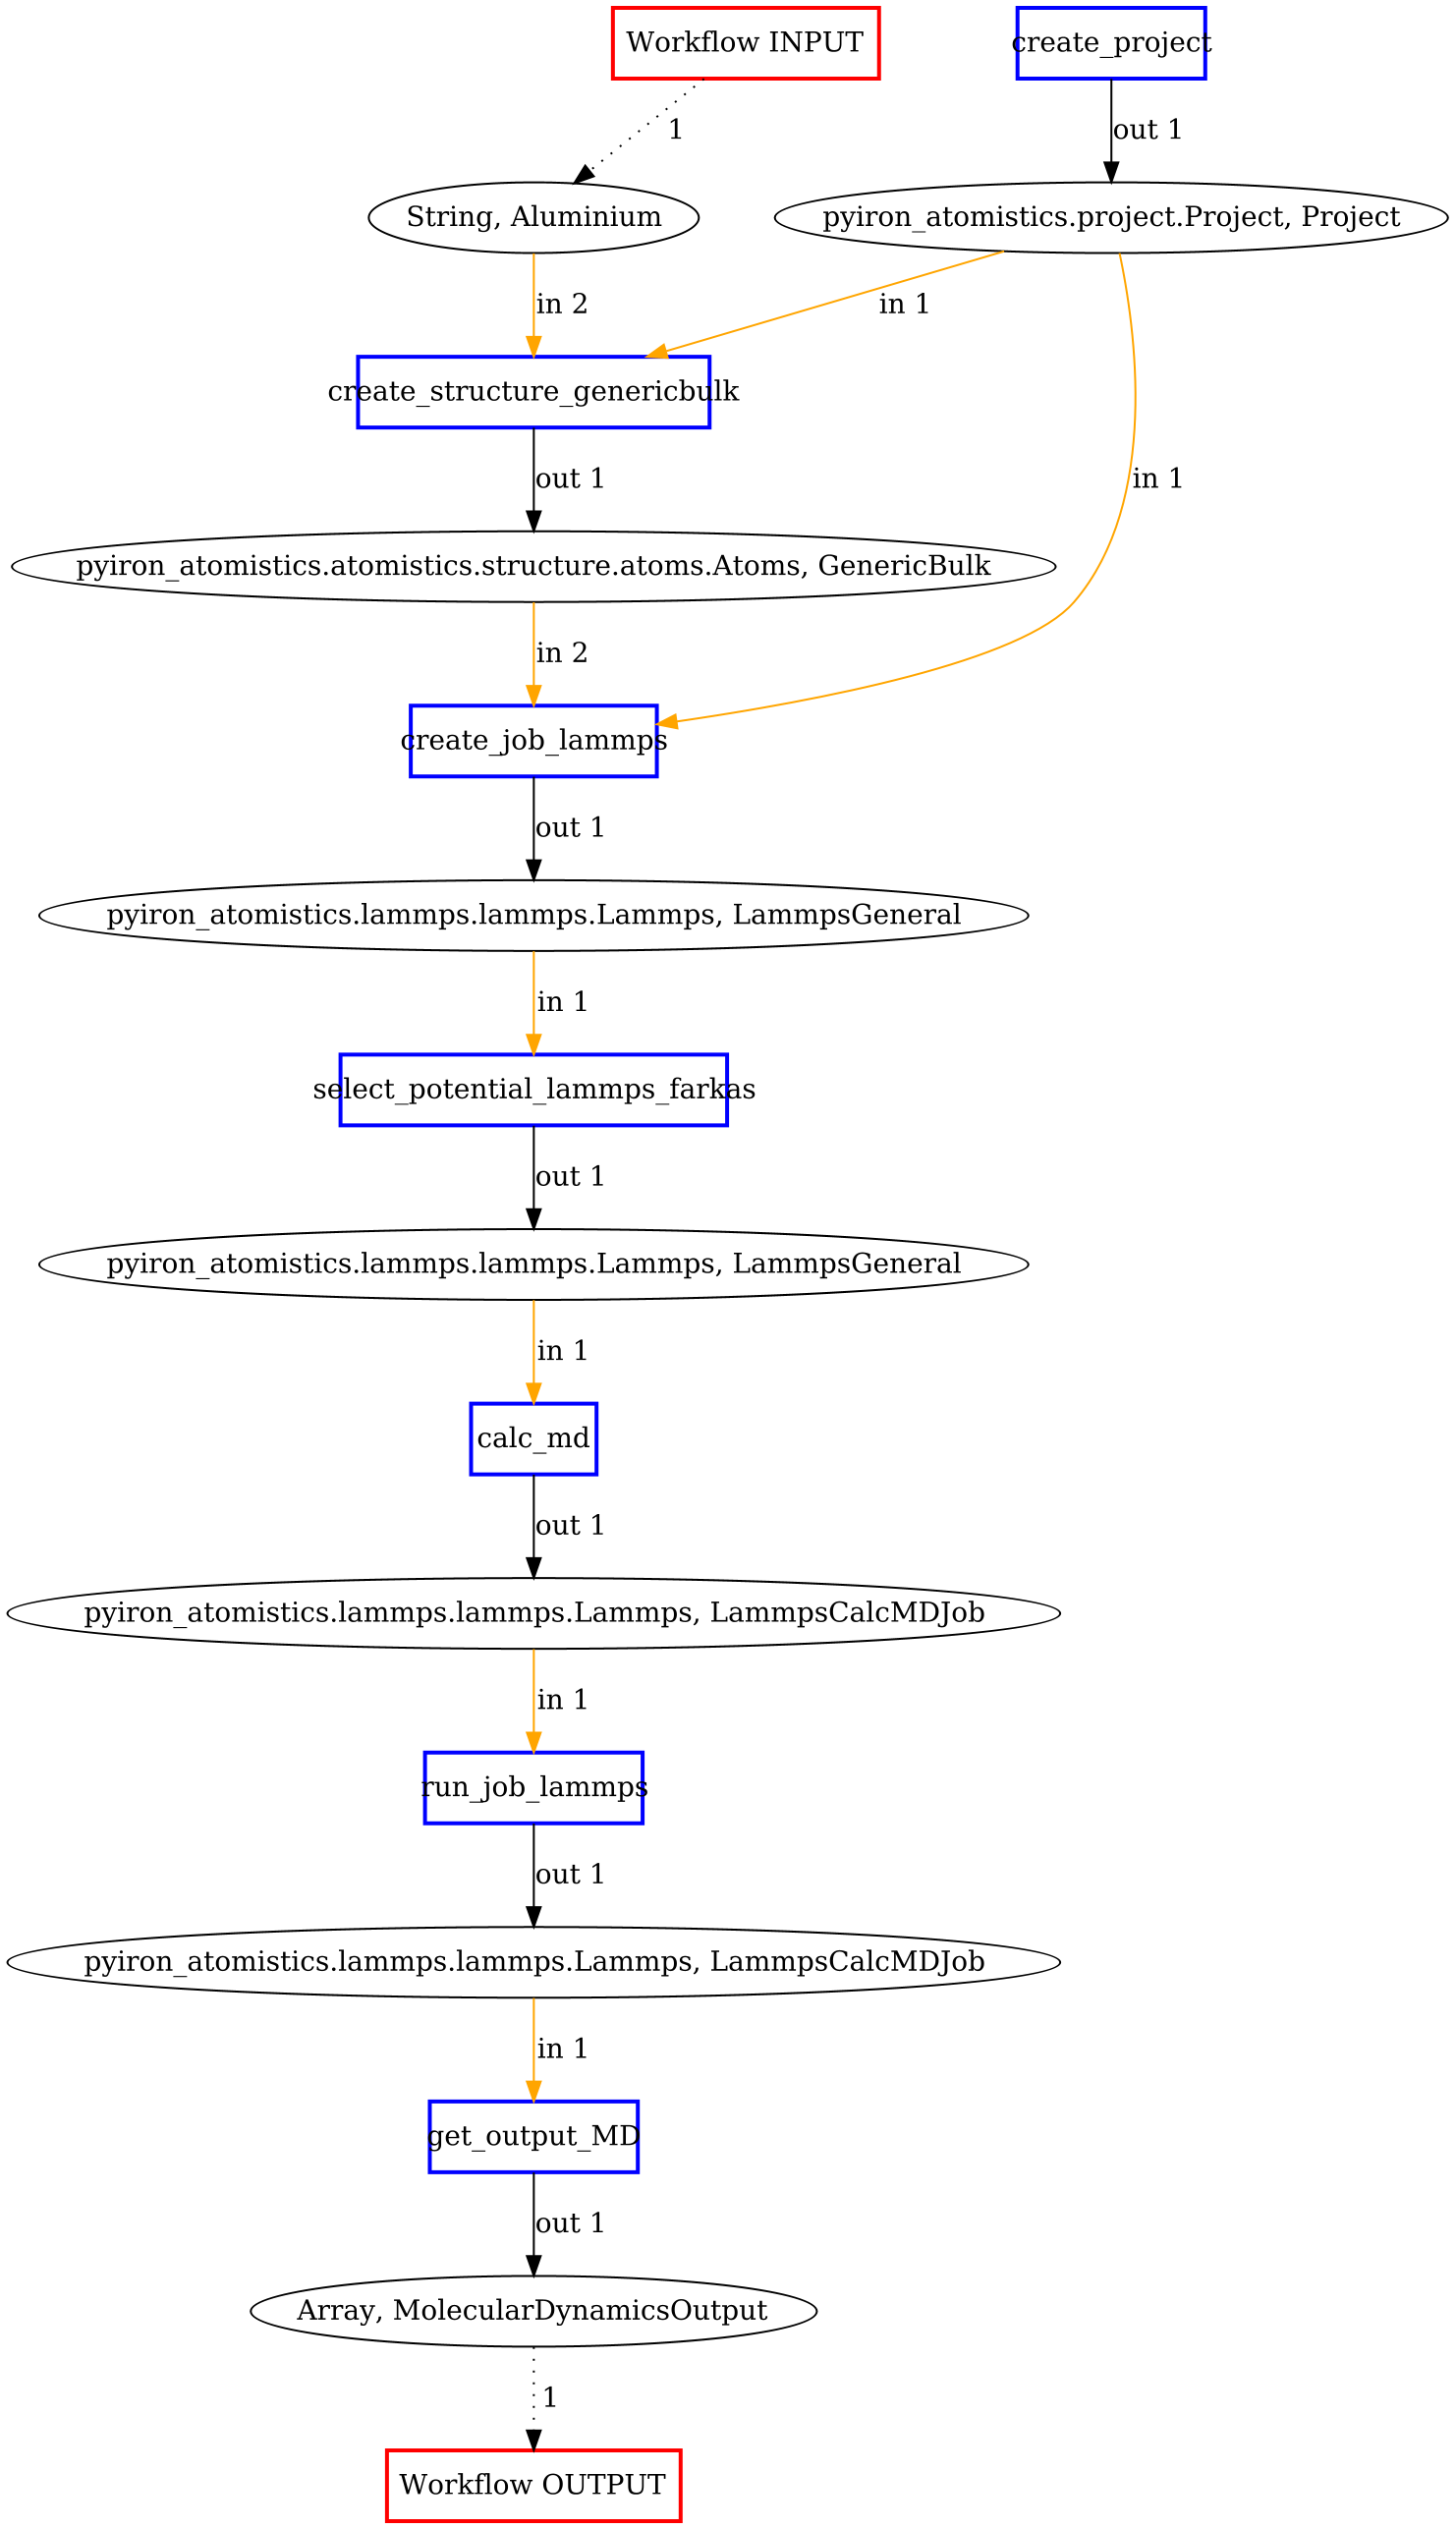 Workflow INPUT
create_project
1
out 1
String, Aluminium
pyiron_atomistics.project.Project, Project
in 2
in 1
create_structure_genericbulk
out 1
in 1
pyiron_atomistics.atomistics.structure.atoms.Atoms, GenericBulk
in 2
create_job_lammps
out 1
pyiron_atomistics.lammps.lammps.Lammps, LammpsGeneral
in 1
select_potential_lammps_farkas
out 1
pyiron_atomistics.lammps.lammps.Lammps, LammpsGeneral
in 1
calc_md
out 1
pyiron_atomistics.lammps.lammps.Lammps, LammpsCalcMDJob
in 1
run_job_lammps
out 1
pyiron_atomistics.lammps.lammps.Lammps, LammpsCalcMDJob
in 1
get_output_MD
out 1
Array, MolecularDynamicsOutput
1
Workflow OUTPUT